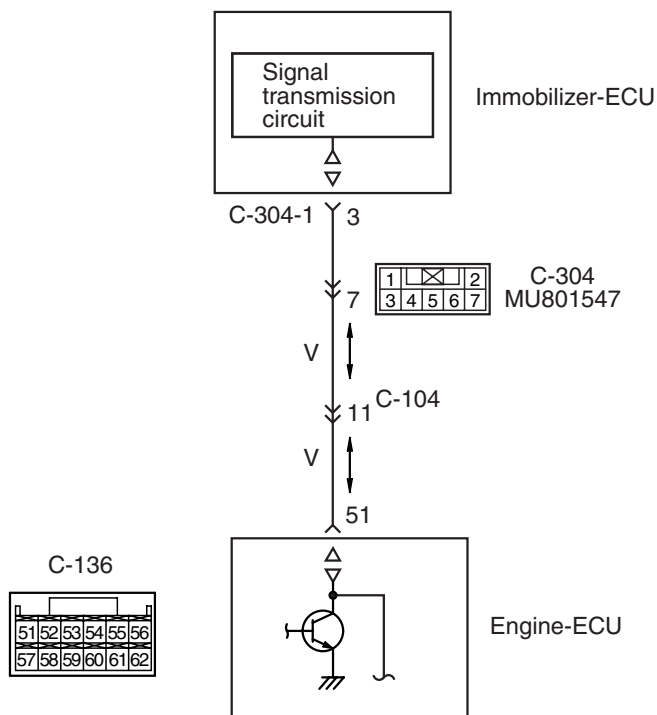 Signal
transmission
circuit
Immobilizer-ECU
C-304-1 3
1 2
3 4 5 6 7
C-304
MU801547
7
V
C-104
11
V
51
C-136
51 52 53 54 55 56
57 58 59 60 61 62
Engine-ECU